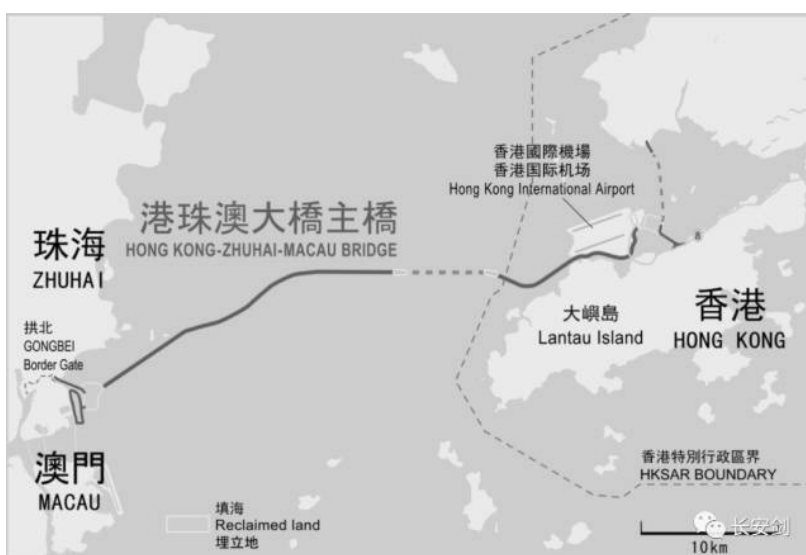 香港國際機場
香港国际机场
Hong Kong International Airport
港珠澳大橋主橋
HONG KONG-ZHUHAI-MACAU BRIDGE
珠海
ZHUHAI
8
大嶼島
Lantau Island
香港
HONG KONG
拱北
GONGBEI
Border Gate
澳門
MACAU
香港特別行政區界
HKSAR BOUNDARY
填海
Reclaimed land
埋立地
10km
长安剑